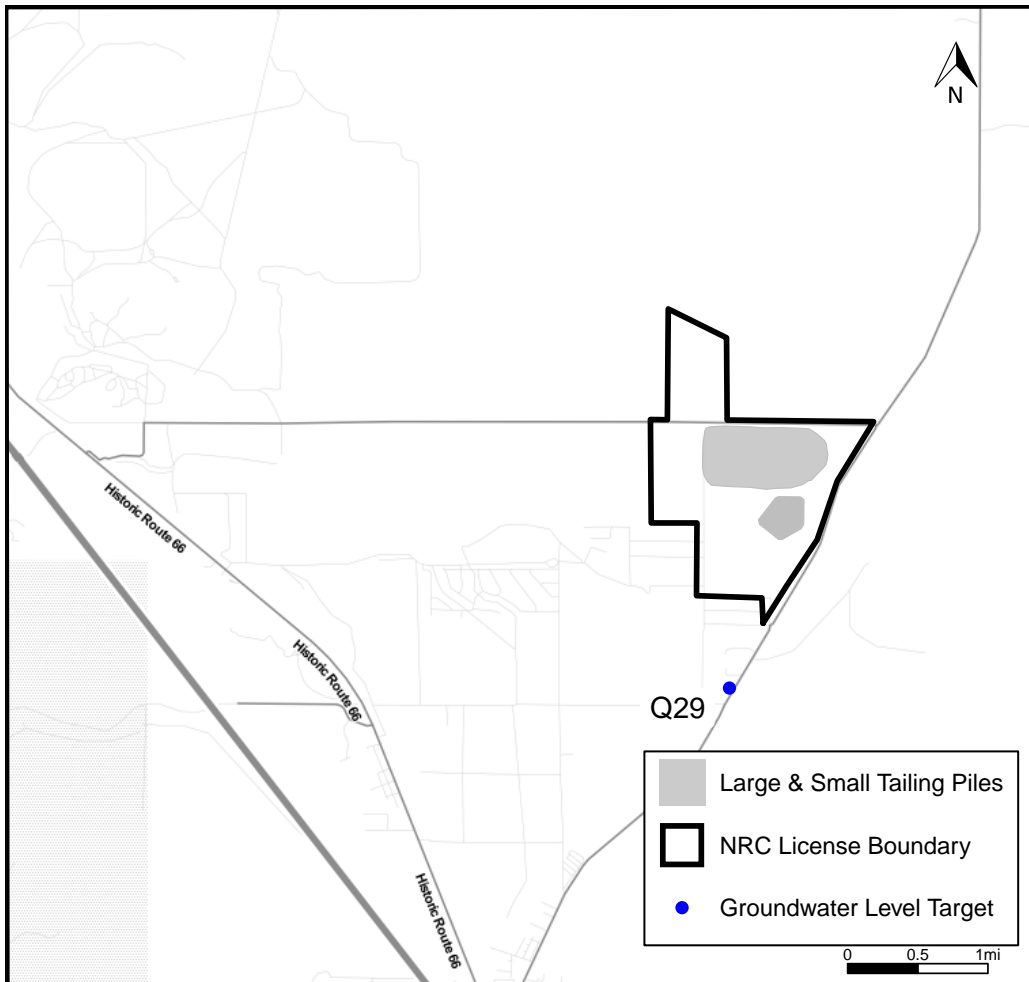 N
Historic Route 66
Historic Route 66
Q29
Historic Route 66
Large & Small Tailing Piles
NRC License Boundary
Groundwater Level Target
0 0.5 1mi